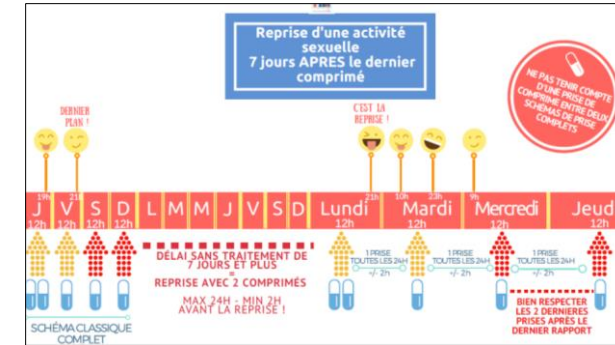 Reprise d'une activité
sexuelle
7 jours APRES le dernier
comprimé
NE PAS TENIR COMPTE
D'UNE PRISE DE
COMPRIME ENTRE DEUX
SCHÉMAS DE PRISE
COMPLETS
DERNIER
PLAN !
C'EST LA
REPRISE !
19h 21h 21h 10h 23h 9h
J V S D L M M J V S D Lundi Mardi Mercredi Jeudi
12h 12h 12h 12h 12h 12h 12h 12h
DÉLAI SANS TRAITEMENT DE
7 JOURS ET PLUS
=
REPRISE AVEC 2 COMPRIMÉS
MAX 24H - MIN 2H
AVANT LA REPRISE !
1 PRISE
TOUTES LES 24H
+/- 2h
1 PRISE
TOUTES LES 24H
+/- 2h
1 PRISE
TOUTES LES 24H
+/- 2h
BIEN RESPECTER
LES 2 DERNIERES
PRISES APRÈS LE
DERNIER RAPPORT
SCHÉMA CLASSIQUE
COMPLET